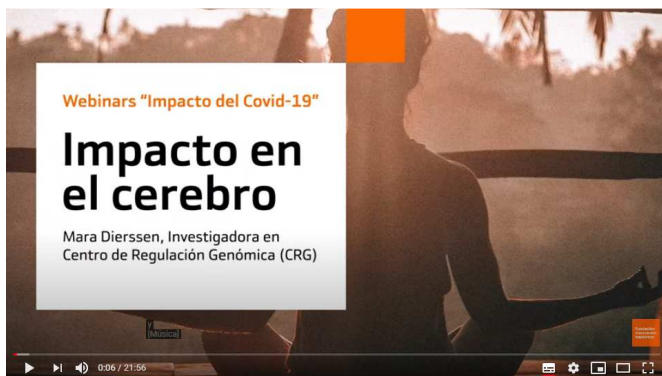 Webinars “Impacto del Covid-19”
Impacto en
el cerebro
Mara Dierssen, Investigadora en
Centro de Regulación Genómica (CRG)
y
[Música]
0:06 / 21:56